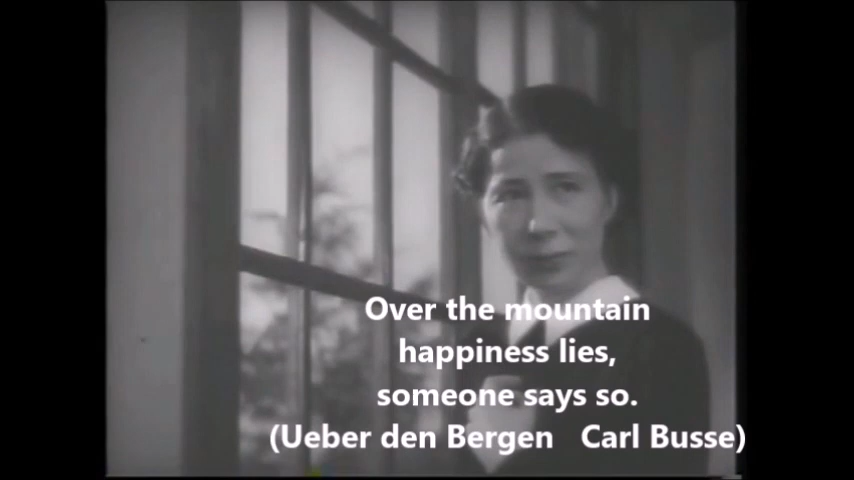 Over the mountain
happiness lies,
someone says so.
(Ueber den Bergen Carl Busse)